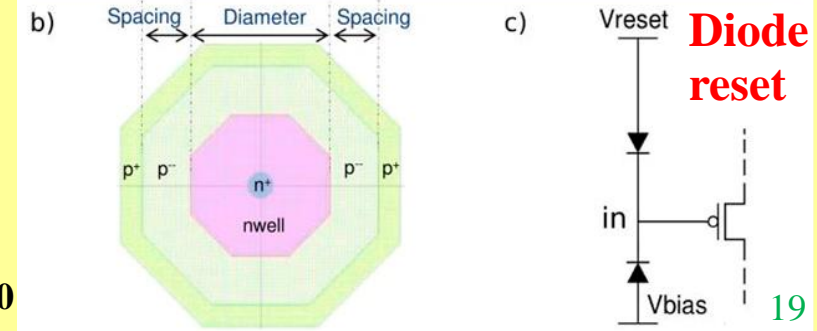 b)
Spacing Diameter Spacing
p⁺ p⁻⁻ n⁺ p⁻⁻ p⁺
nwell
c)
Vreset
Diode
reset
in
Vbias
0
19